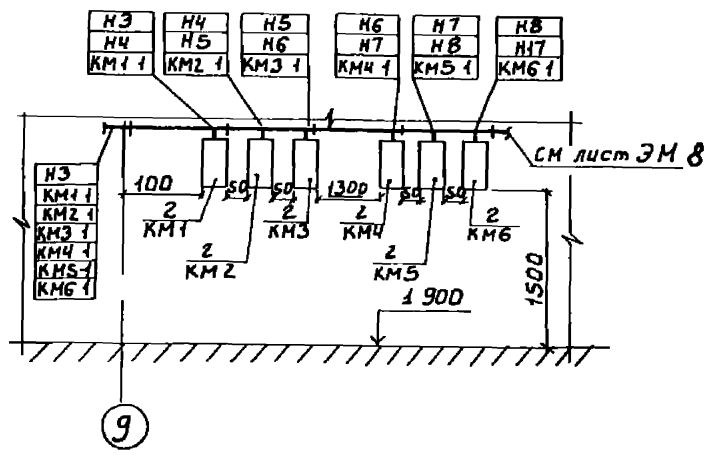 Н3
Н4
КМ1 1
Н4
Н5
КМ2 1
Н5
Н6
КМ3 1
Н6
Н7
КМ4 1
Н7
Н8
КМ5 1
Н8
Н17
КМ6 1
СМ лист ЭМ 8
Н3
КМ1 1
КМ2 1
КМ3 1
КМ4 1
КМ5-1
КМ6 1
100
50
50
1300
50
50
2
КМ1
2
КМ2
2
КМ3
2
КМ4
2
КМ5
2
КМ6
1500
1 900
9